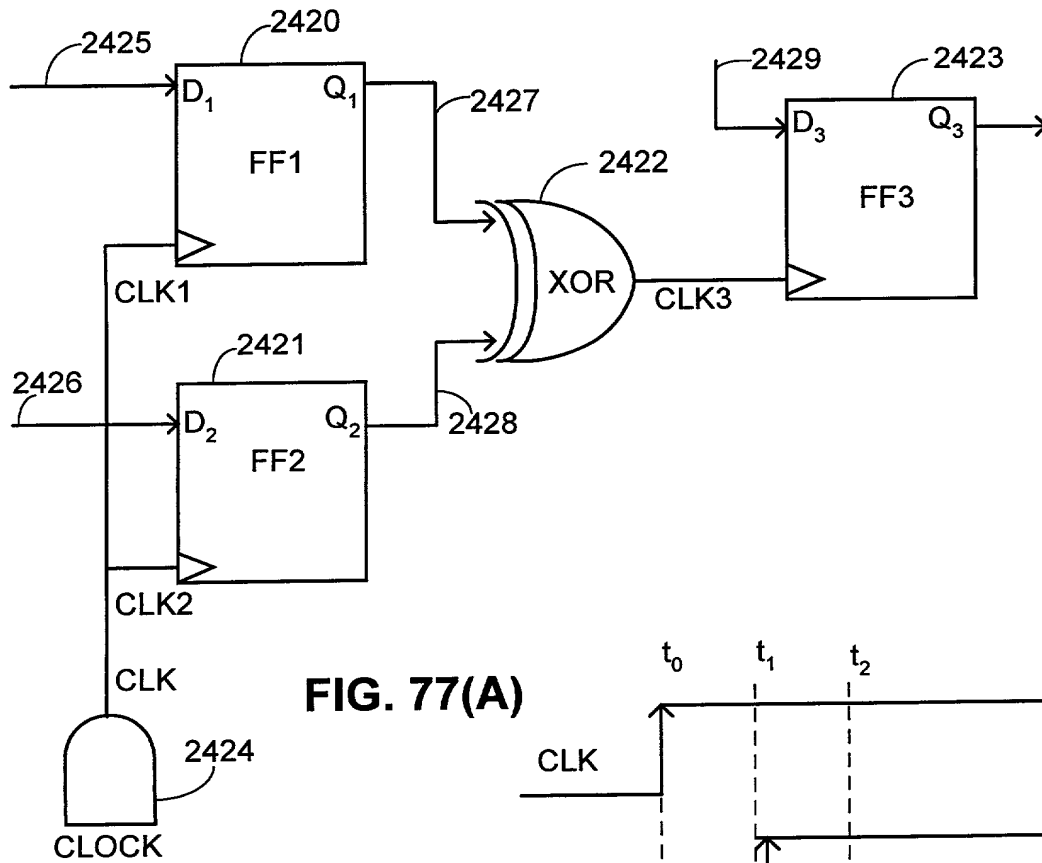 2425
2420
D₁
Q₁
FF1
CLK1
2427
2422
XOR
CLK3
2429
2423
D₃
Q₃
FF3
2426
2421
D₂
Q₂
FF2
CLK2
2428
CLK
2424
CLOCK
FIG. 77(A)
t₀
t₁
t₂
CLK